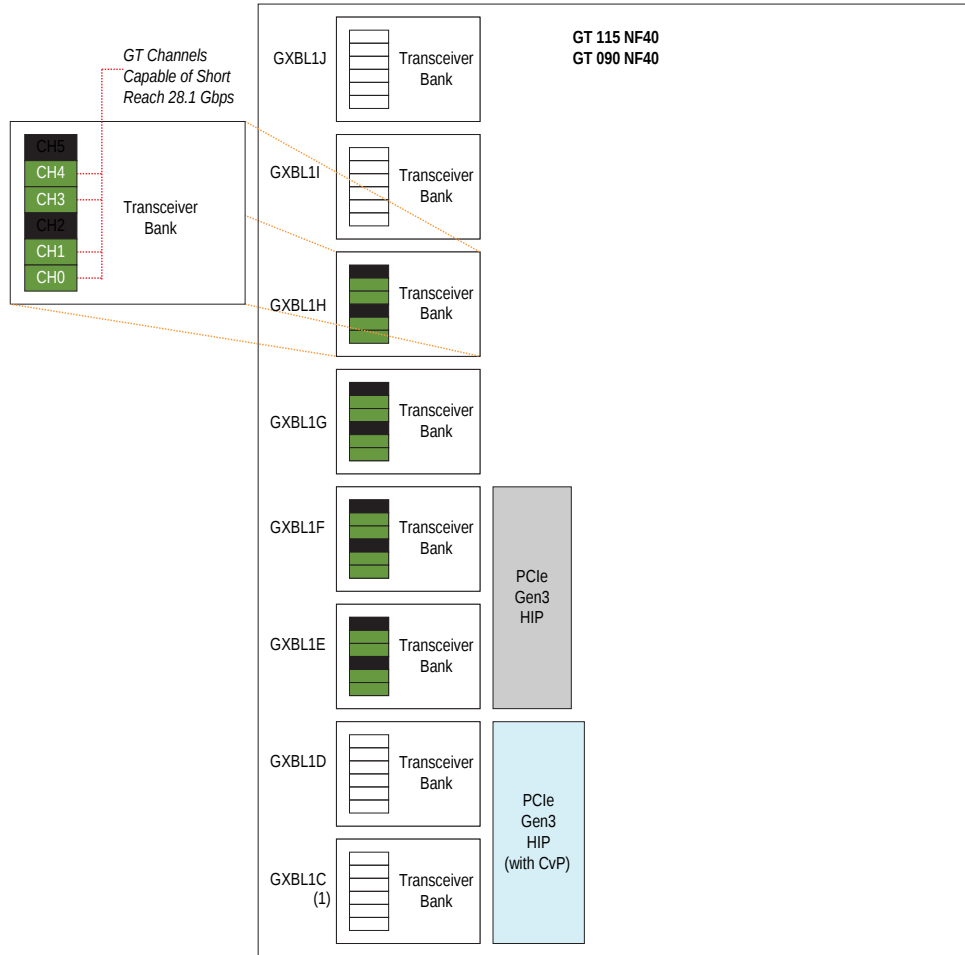 GT 115 NF40
GT 090 NF40
GT Channels
Capable of Short
Reach 28.1 Gbps
CH5
CH4
CH3
CH2
CH1
CH0
Transceiver
Bank
GXBL1J
Transceiver
Bank
GXBL1I
Transceiver
Bank
GXBL1H
Transceiver
Bank
GXBL1G
Transceiver
Bank
GXBL1F
Transceiver
Bank
GXBL1E
Transceiver
Bank
PCIe
Gen3
HIP
GXBL1D
Transceiver
Bank
GXBL1C
(1)
Transceiver
Bank
PCIe
Gen3
HIP
(with CvP)